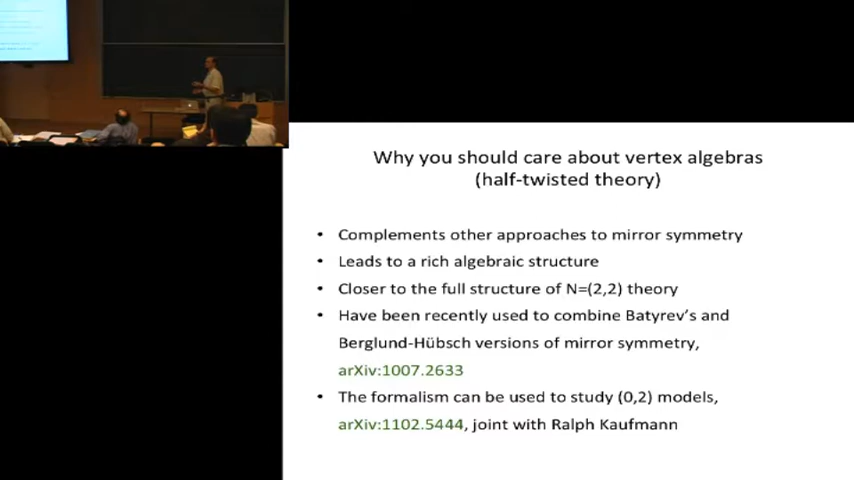 Why you should care about vertex algebras
(half-twisted theory)
• Complements other approaches to mirror symmetry
• Leads to a rich algebraic structure
• Closer to the full structure of N=(2,2) theory
• Have been recently used to combine Batyrev's and
Berglund-Hübsch versions of mirror symmetry,
arXiv:1007.2633
• The formalism can be used to study (0,2) models,
arXiv:1102.5444, joint with Ralph Kaufmann